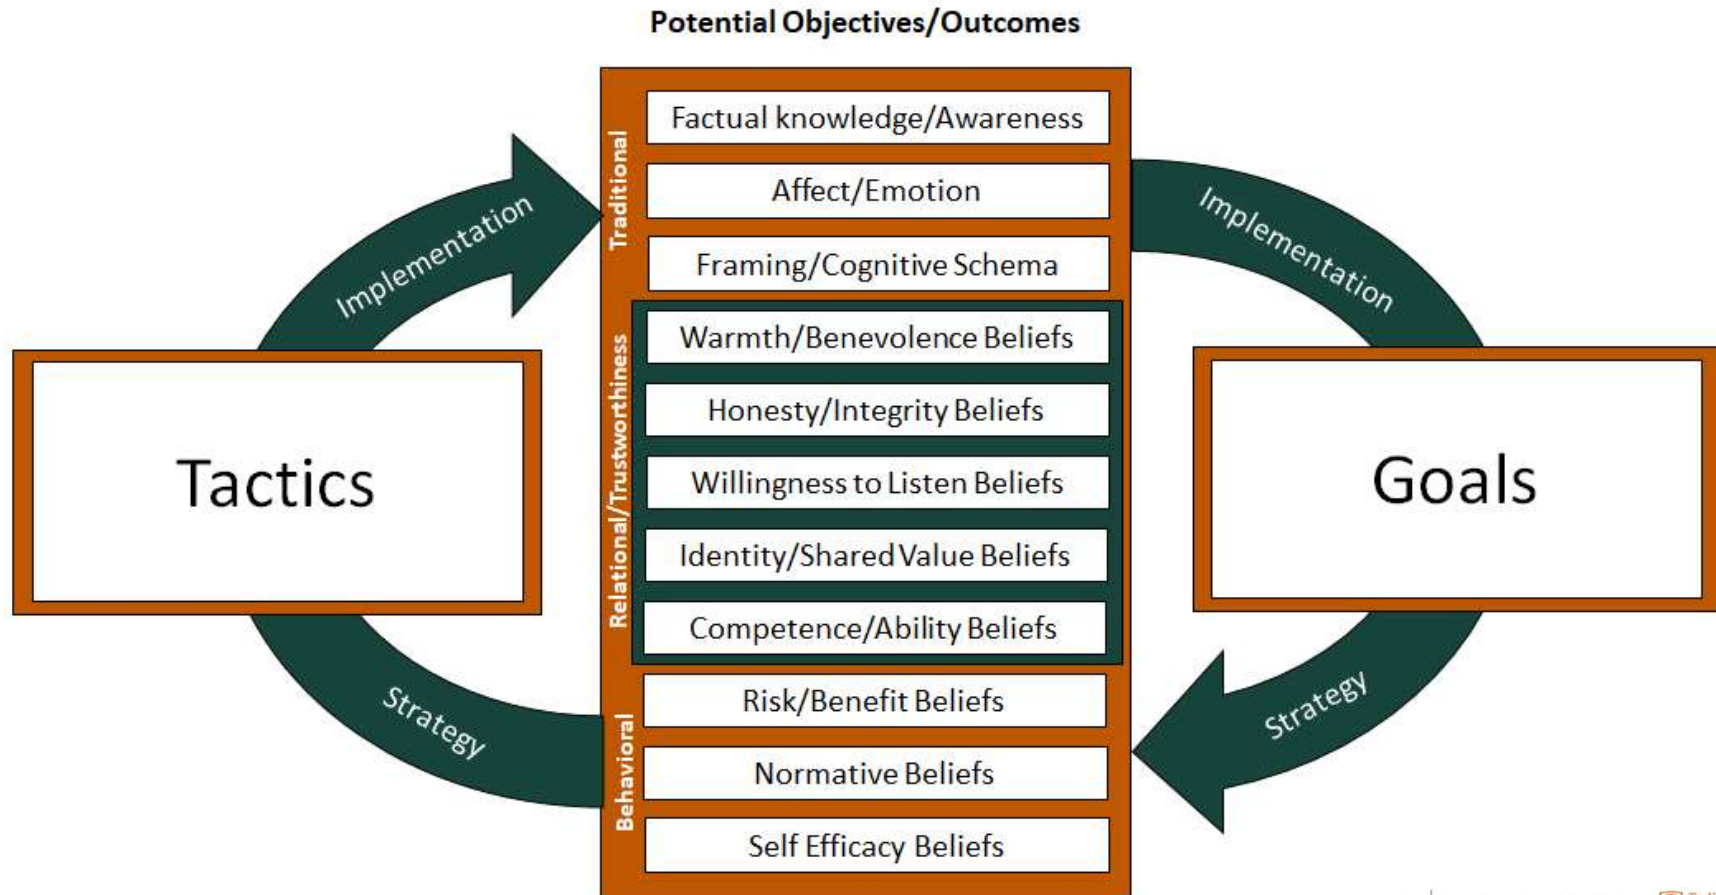 Potential Objectives/Outcomes
Traditional
Factual knowledge/Awareness
Affect/Emotion
Framing/Cognitive Schema
Relational/Trustworthiness
Warmth/Benevolence Beliefs
Honesty/Integrity Beliefs
Willingness to Listen Beliefs
Identity/Shared Value Beliefs
Competence/Ability Beliefs
Behavioral
Risk/Benefit Beliefs
Normative Beliefs
Self Efficacy Beliefs
Implementation
Tactics
Strategy
Implementation
Goals
Strategy